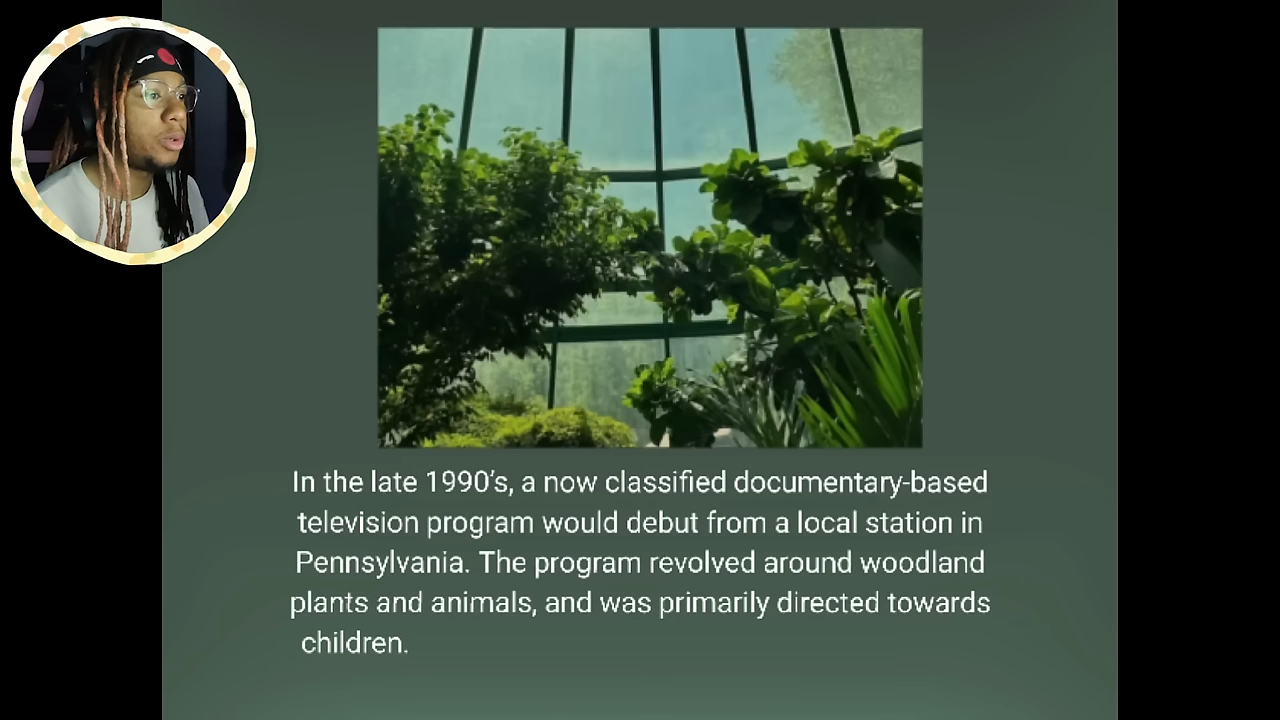 In the late 1990's, a now classified documentary-based
television program would debut from a local station in
Pennsylvania. The program revolved around woodland
plants and animals, and was primarily directed towards
children.